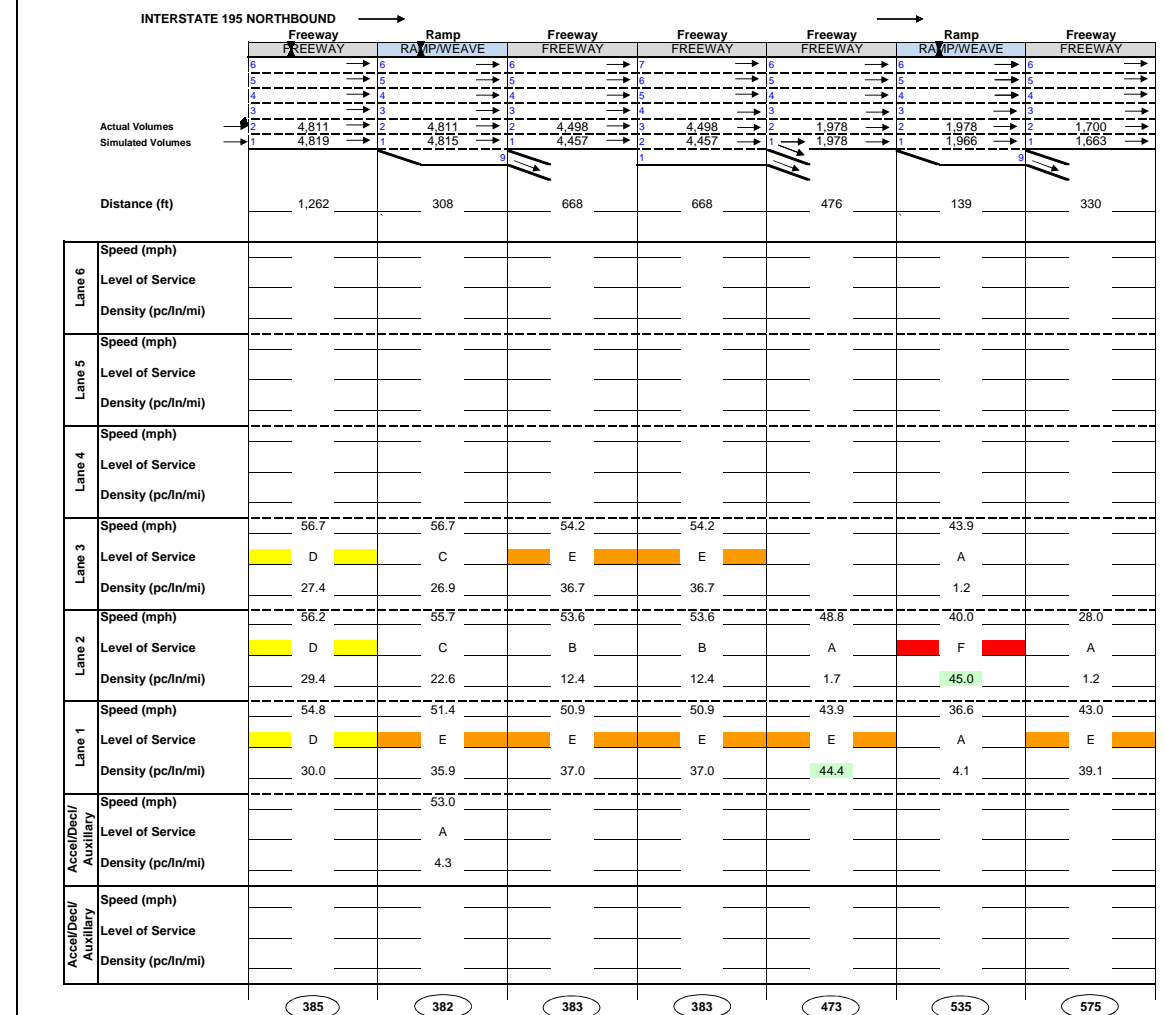 INTERSTATE 195 NORTHBOUND
Freeway Ramp Freeway Freeway Freeway Ramp Freeway
FREEWAY RAMP/WEAVE FREEWAY FREEWAY FREEWAY RAMP/WEAVE FREEWAY
6 6 6 7 6 6 6
5 5 5 6 5 5 5
4 4 4 5 4 4 4
3 3 3 4 3 3 3
Actual Volumes 2 4,811 2 4,811 2 4,498 3 4,498 2 1,978 2 1,978 2 1,700
Simulated Volumes 1 4,819 1 4,815 1 4,457 2 4,457 1 1,978 1 1,966 1 1,663
9 1 9
Distance (ft) 1,262 308 668 668 476 139 330
` `
Lane 6
Speed (mph)
Level of Service
Density (pc/ln/mi)
Lane 5
Speed (mph)
Level of Service
Density (pc/ln/mi)
Lane 4
Speed (mph)
Level of Service
Density (pc/ln/mi)
Lane 3
Speed (mph) 56.7 56.7 54.2 54.2 43.9
Level of Service D C E E A
Density (pc/ln/mi) 27.4 26.9 36.7 36.7 1.2
Lane 2
Speed (mph) 56.2 55.7 53.6 53.6 48.8 40.0 28.0
Level of Service D C B B A F A
Density (pc/ln/mi) 29.4 22.6 12.4 12.4 1.7 45.0 1.2
Lane 1
Speed (mph) 54.8 51.4 50.9 50.9 43.9 36.6 43.0
Level of Service D E E E E A E
Density (pc/ln/mi) 30.0 35.9 37.0 37.0 44.4 4.1 39.1
Accel/Decl/
Auxillary
Speed (mph) 53.0
Level of Service A
Density (pc/ln/mi) 4.3
Accel/Decl/
Auxillary
Speed (mph)
Level of Service
Density (pc/ln/mi)
385 382 383 383 473 535 575